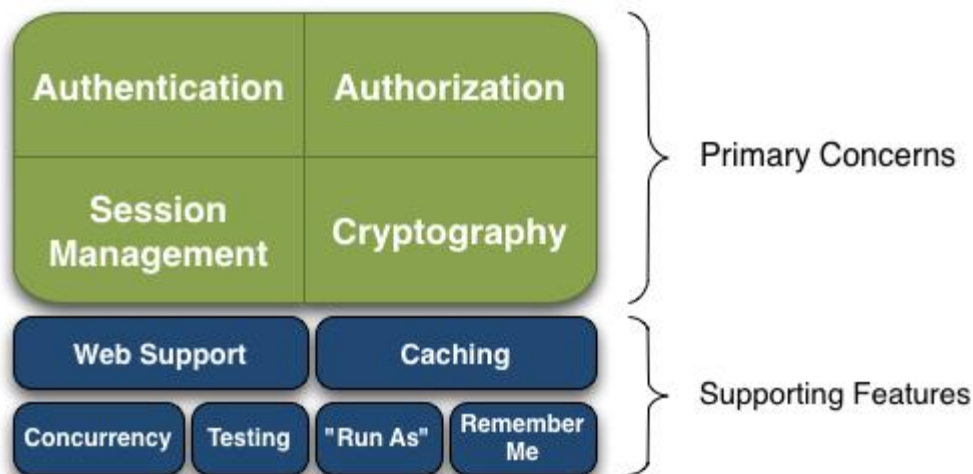 Authentication
Authorization
Primary Concerns
Session
Management
Cryptography
Web Support
Caching
Supporting Features
Concurrency
Testing
"Run As"
Remember
Me